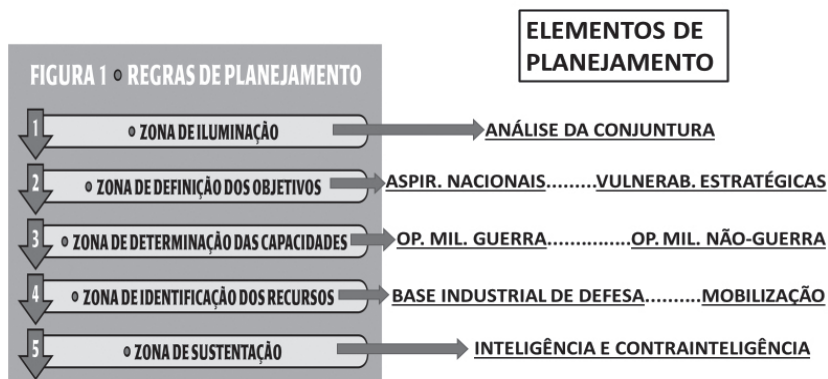 ELEMENTOS DE
PLANEJAMENTO
FIGURA 1 • REGRAS DE PLANEJAMENTO
1 • ZONA DE ILUMINAÇÃO ANÁLISE DA CONJUNTURA
2 • ZONA DE DEFINIÇÃO DOS OBJETIVOS ASPIR. NACIONAIS.........VULNERAB. ESTRATÉGICAS
3 • ZONA DE DETERMINAÇÃO DAS CAPACIDADES OP. MIL. GUERRA...............OP. MIL. NÃO-GUERRA
4 • ZONA DE IDENTIFICAÇÃO DOS RECURSOS BASE INDUSTRIAL DE DEFESA..........MOBILIZAÇÃO
5 • ZONA DE SUSTENTAÇÃO INTELIGÊNCIA E CONTRAINTELIGÊNCIA